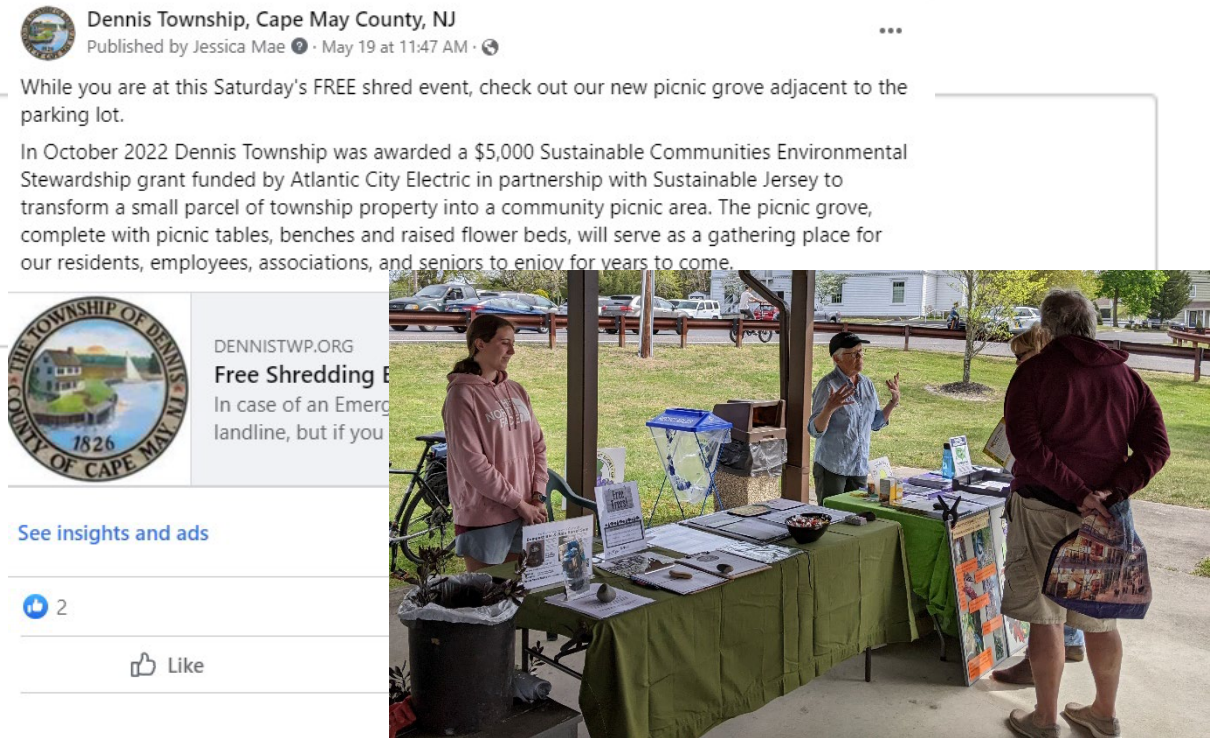 Dennis Township, Cape May County, NJ
Published by Jessica Mae · May 19 at 11:47 AM ·
While you are at this Saturday's FREE shred event, check out our new picnic grove adjacent to the
parking lot.
In October 2022 Dennis Township was awarded a $5,000 Sustainable Communities Environmental
Stewardship grant funded by Atlantic City Electric in partnership with Sustainable Jersey to
transform a small parcel of township property into a community picnic area. The picnic grove,
complete with picnic tables, benches and raised flower beds, will serve as a gathering place for
our residents, employees, associations, and seniors to enjoy for years to come.
THE TOWNSHIP OF DENNIS IN
COUNTY OF CAPE MAY
1826
DENNISTWP.ORG
Free Shredding E
In case of an Emerg
landline, but if you
See insights and ads
2
Like
THE
NORTH
Free